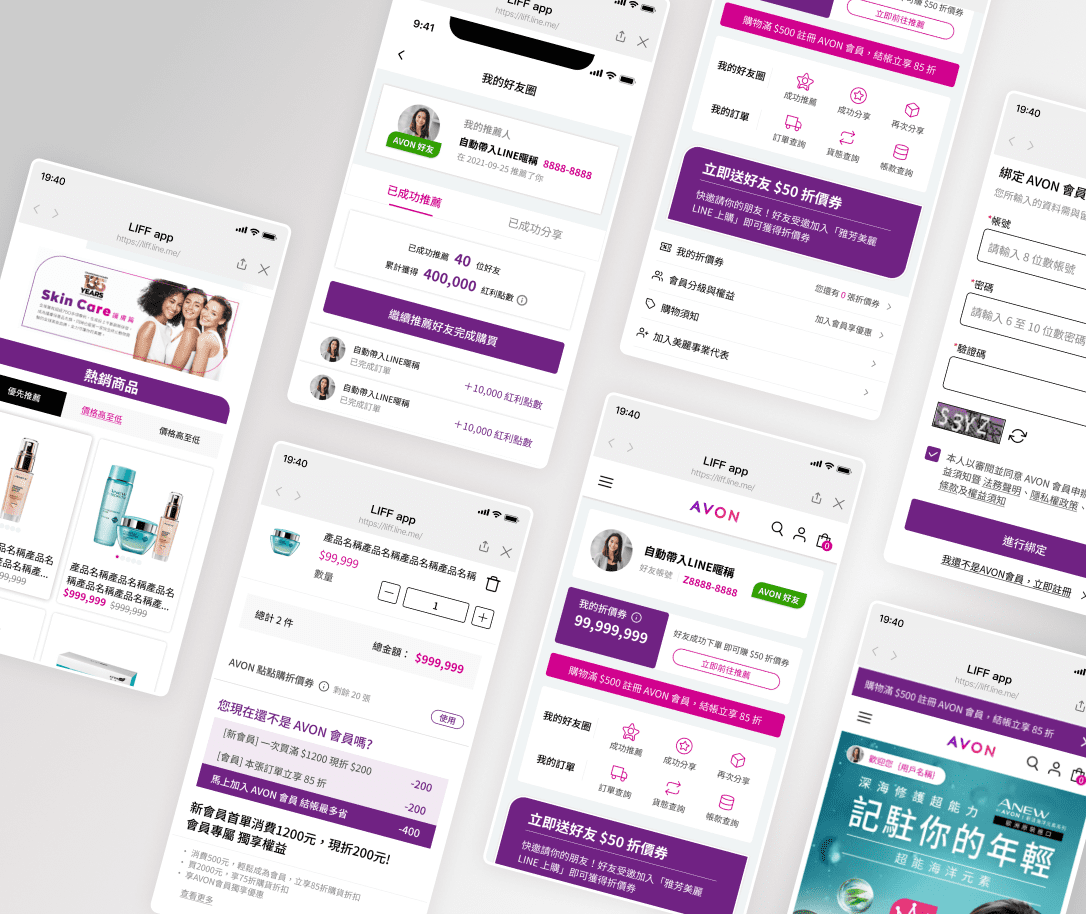 19:40
LIFF app
https://liff.line.me/
135
YEARS
Skin Care 護膚品
熱銷商品
優先推薦
價格高至低
價格高至低
產品名稱產品名稱產品名稱產品名稱產品名稱產...
$999,999 $999,999
LIFF app
https://liff.line.me/
9:41
我的好友圈
我的推薦人
自動帶入LINE暱稱 8888-8888
在 2021-09-25 推薦了你
AVON 好友
已成功推薦
已成功分享
已成功推薦 40 位好友
累計獲得 400,000 紅利點數
繼續推薦好友完成購買
自動帶入LINE暱稱
已完成訂單
+10,000 紅利點數
自動帶入LINE暱稱
已完成訂單
+10,000 紅利點數
19:40
LIFF app
https://liff.line.me/
產品名稱產品名稱產品名稱產品名稱
$99,999
數量
1
總計 2 件
總金額： $999,999
AVON 點點購折價券
剩餘 20 張
使用
您現在還不是 AVON 會員嗎?
[新會員] 一次買滿 $1200 現折 $200
-200
[會員] 本張訂單立享 85 折
-200
馬上加入 AVON 會員 結帳最多省
-400
新會員首單消費1200元，現折200元!
會員專屬 獨享權益
消費500元，輕鬆成為會員，立享85折購貨折扣
買2000元，享75折購貨折扣
享AVON會員獨享優惠
查看更多
立即前往推薦
購物滿 $500 註冊 AVON 會員，結帳立享 85 折
我的好友圈
成功推薦
成功分享
再次分享
我的訂單
訂單查詢
貨態查詢
帳款查詢
立即送好友 $50 折價券
快邀請你的朋友！好友受邀加入「雅芳美麗
LINE 上購」即可獲得折價券
我的折價券
您還有 0 張折價券
會員分級與權益
加入會員享優惠
購物須知
加入美麗事業代表
19:40
LIFF app
https://liff.line.me/
AVON
0
自動帶入LINE暱稱
好友帳號 Z8888-8888
AVON 好友
我的折價券
99,999,999
好友成功下單 即可賺 $50 折價券
立即前往推薦
購物滿 $500 註冊 AVON 會員，結帳立享 85 折
我的好友圈
成功推薦
成功分享
再次分享
我的訂單
訂單查詢
貨態查詢
帳款查詢
立即送好友 $50 折價券
快邀請你的朋友！好友受邀加入「雅芳美麗
LINE 上購」即可獲得折價券
19:40
綁定 AVON 會員
您所輸入的資料需與
*帳號
請輸入 8 位數帳號
*密碼
請輸入 6 至 10 位數密碼
*驗證碼
S3KZ
本人以審閱並同意 AVON 會員申
益須知暨 法務聲明、隱私權政策、
條款及權益須知
進行綁定
我還不是AVON會員，立即註冊
19:40
LIFF app
https://liff.line.me/
購物滿 $500 註冊 AVON 會員，結帳立享 85 折
AVON
0
歡迎您 {用戶名稱}
深海修護超能力
ANEW
記駐你的年輕
超能海洋元素